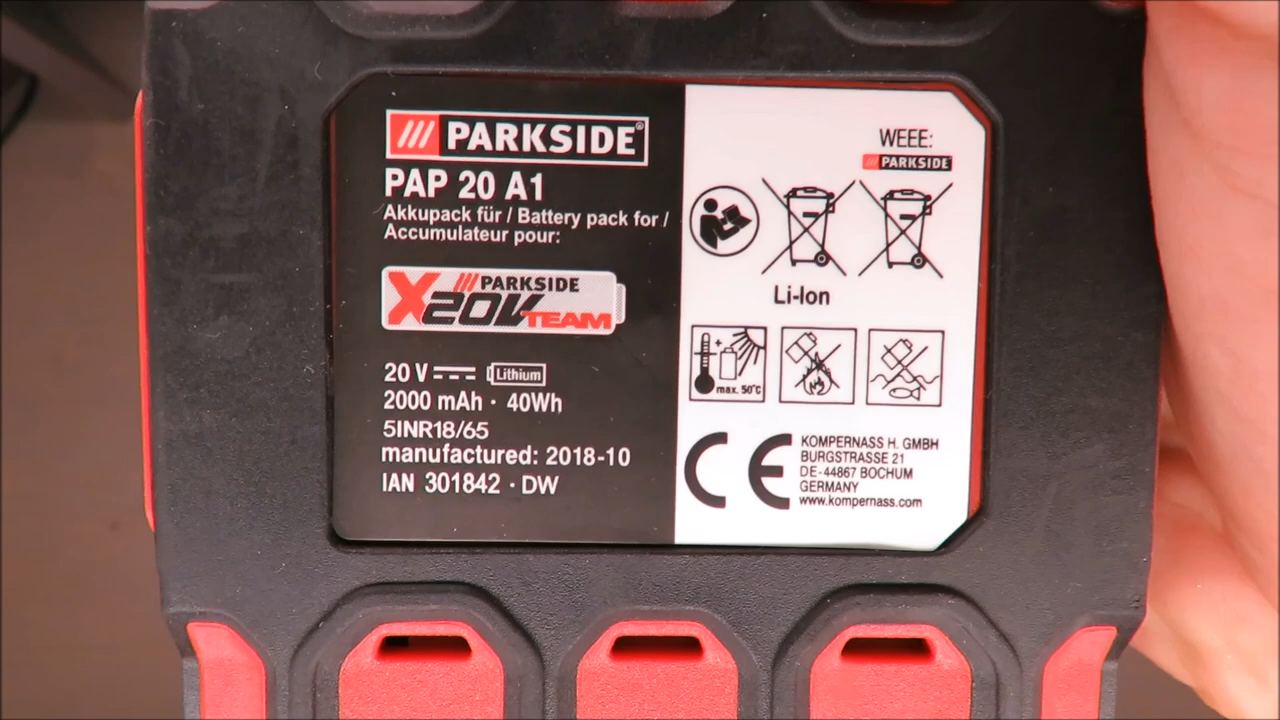 PARKSIDE®
PAP 20 A1
Akkupack für / Battery pack for /
Accumulateur pour:
PARKSIDE
X20V TEAM
20 V Lithium
2000 mAh · 40Wh
5INR18/65
manufactured: 2018-10
IAN 301842 · DW
WEEE:
PARKSIDE
Li-Ion
+
max. 50°C
CE
KOMPERNASS H. GMBH
BURGSTRASSE 21
DE-44867 BOCHUM
GERMANY
www.kompernass.com